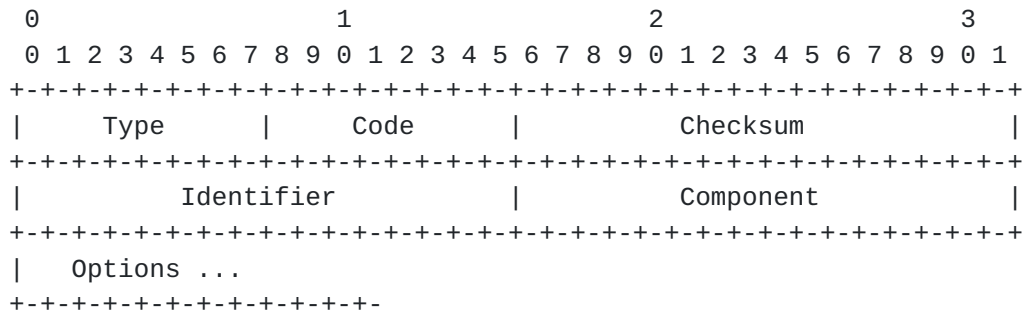 0                   1                   2                   3
 0 1 2 3 4 5 6 7 8 9 0 1 2 3 4 5 6 7 8 9 0 1 2 3 4 5 6 7 8 9 0 1
+-+-+-+-+-+-+-+-+-+-+-+-+-+-+-+-+-+-+-+-+-+-+-+-+-+-+-+-+-+-+-+-+
|     Type      |     Code      |          Checksum             |
+-+-+-+-+-+-+-+-+-+-+-+-+-+-+-+-+-+-+-+-+-+-+-+-+-+-+-+-+-+-+-+-+
|          Identifier           |          Component            |
+-+-+-+-+-+-+-+-+-+-+-+-+-+-+-+-+-+-+-+-+-+-+-+-+-+-+-+-+-+-+-+-+
|   Options ...
+-+-+-+-+-+-+-+-+-+-+-+-